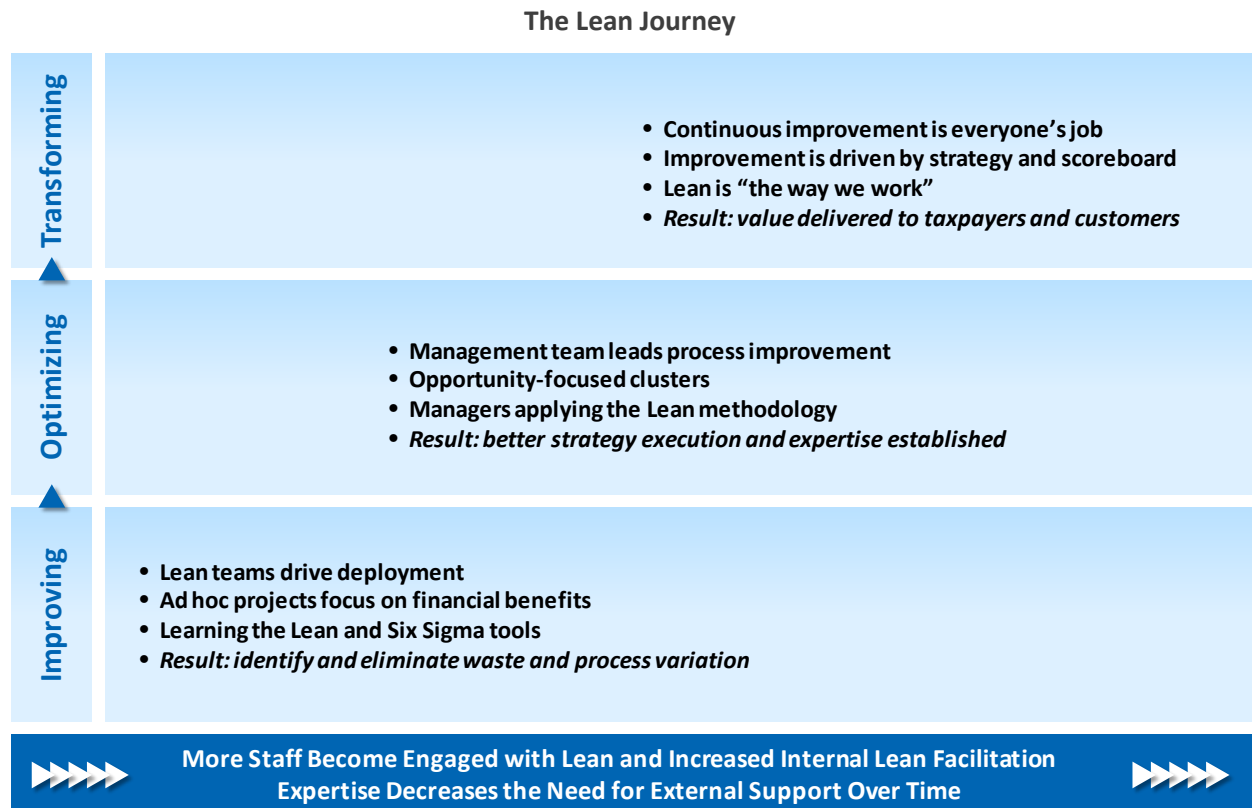 The Lean Journey
Transforming
• Continuous improvement is everyone’s job
• Improvement is driven by strategy and scoreboard
• Lean is “the way we work”
• Result: value delivered to taxpayers and customers
Optimizing
• Management team leads process improvement
• Opportunity-focused clusters
• Managers applying the Lean methodology
• Result: better strategy execution and expertise established
Improving
• Lean teams drive deployment
• Ad hoc projects focus on financial benefits
• Learning the Lean and Six Sigma tools
• Result: identify and eliminate waste and process variation
More Staff Become Engaged with Lean and Increased Internal Lean Facilitation
Expertise Decreases the Need for External Support Over Time